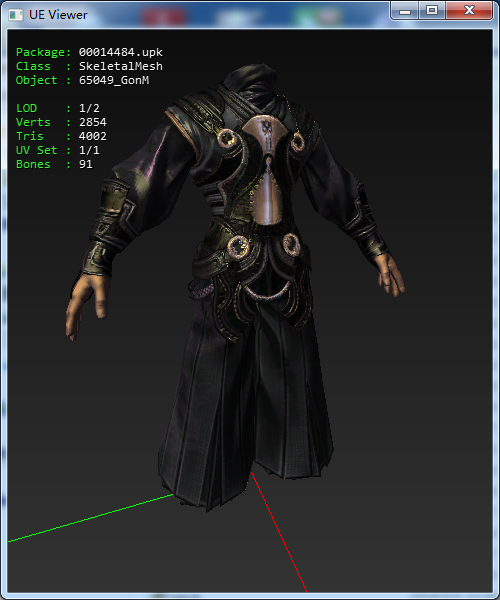 UE Viewer
Package: 00014484.upk
Class : SkeletalMesh
Object : 65049_GonM
LOD : 1/2
Verts : 2854
Tris : 4002
UV Set : 1/1
Bones : 91